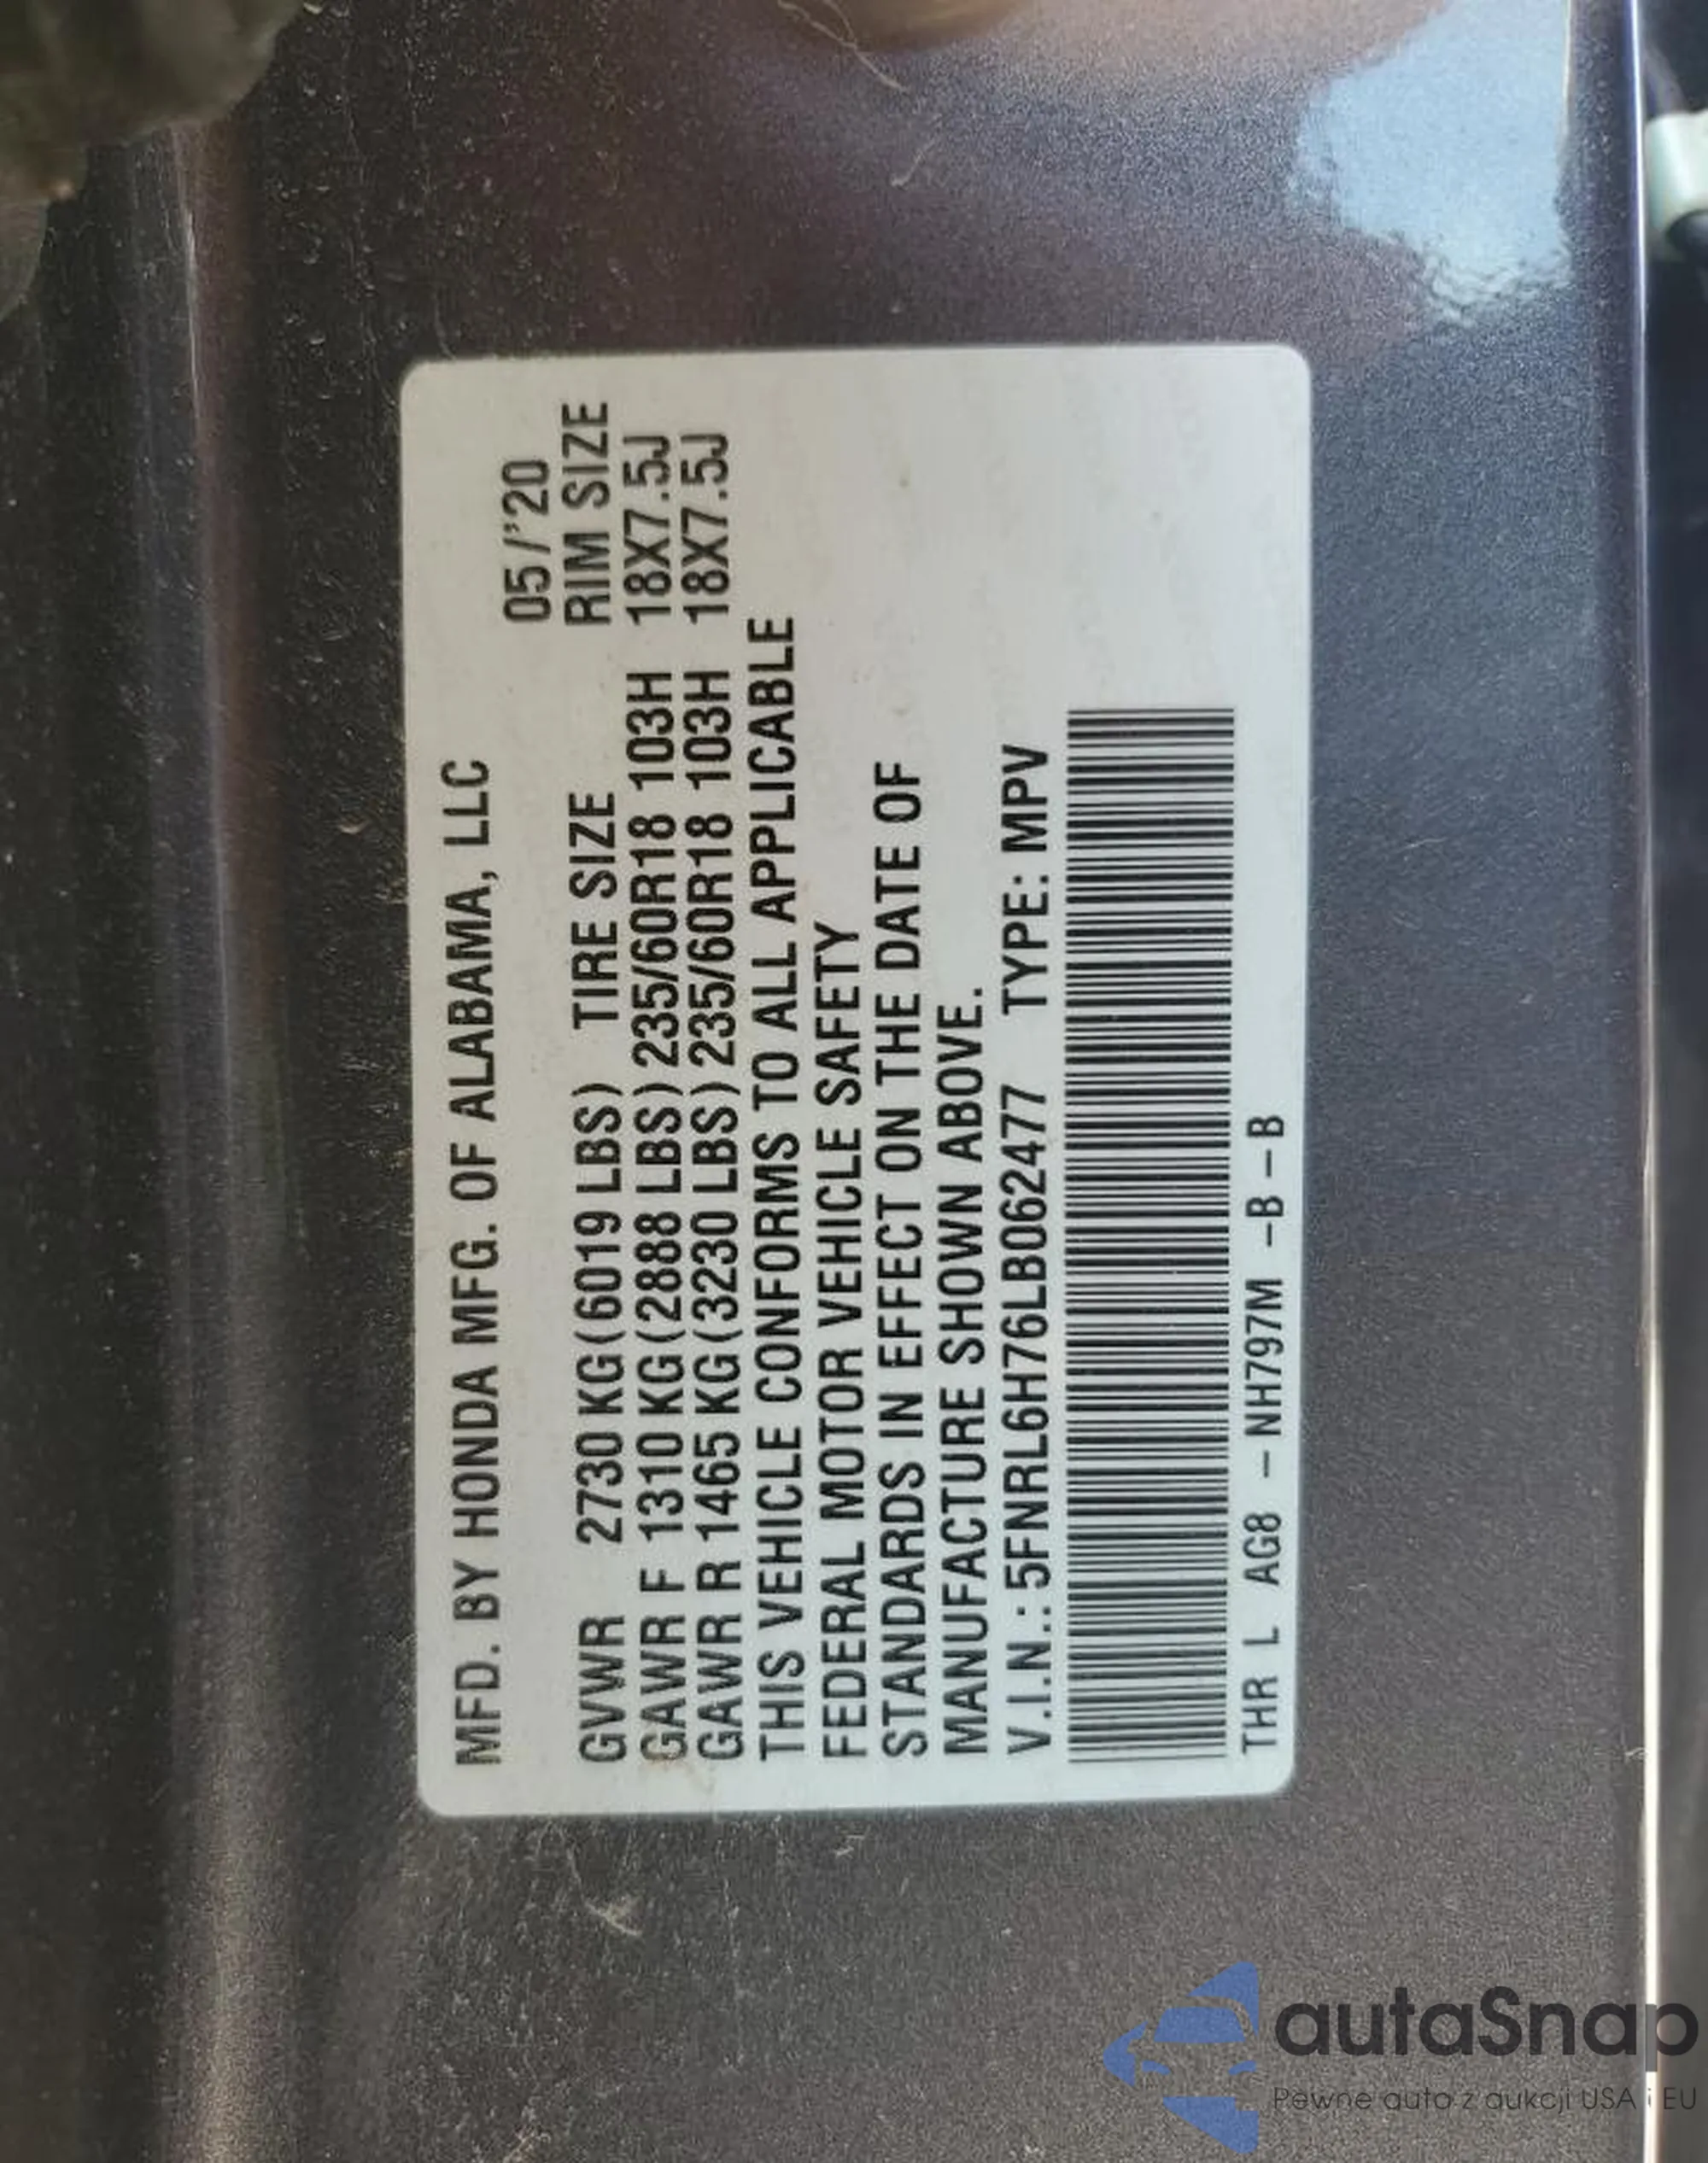 MFD. BY HONDA MFG. OF ALABAMA, LLC
05/'20
GVWR 2730 KG(6019 LBS) TIRE SIZE RIM SIZE
GAWR F 1310 KG(2888 LBS) 235/60R18 103H 18X7.5J
GAWR R 1465 KG(3230 LBS) 235/60R18 103H 18X7.5J
THIS VEHICLE CONFORMS TO ALL APPLICABLE
FEDERAL MOTOR VEHICLE SAFETY
STANDARDS IN EFFECT ON THE DATE OF
MANUFACTURE SHOWN ABOVE.
V.I.N.: 5FNRL6H76LB062477 TYPE: MPV
THR L AG8 – NH797M –B–B
autaSnap
Pewne auto z aukcji USA i EU